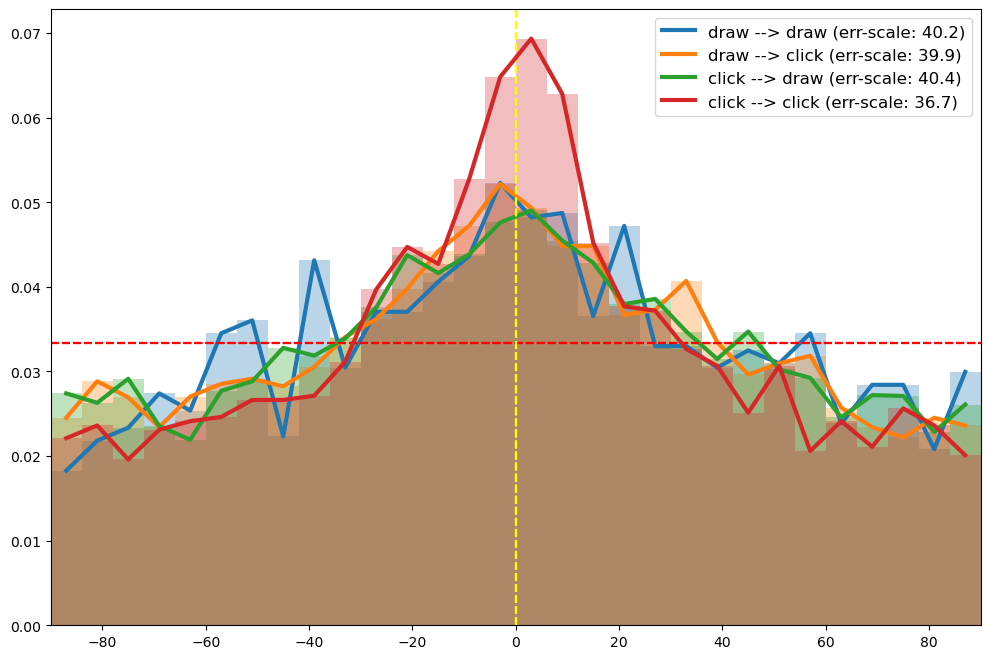 draw --> draw (err-scale: 40.2)
draw --> click (err-scale: 39.9)
click --> draw (err-scale: 40.4)
click --> click (err-scale: 36.7)
0.07
0.06
0.05
0.04
0.03
0.02
0.01
0.00
−80 −60 −40 −20 0 20 40 60 80